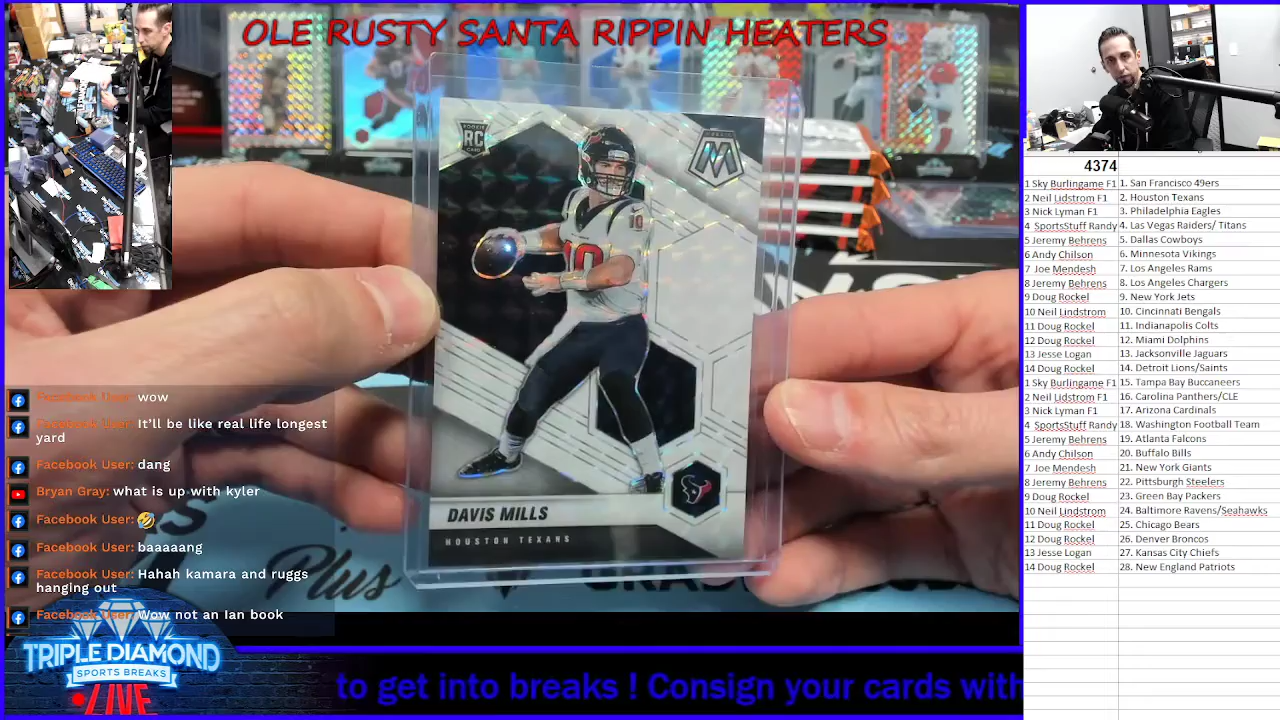 OLE RUSTY SANTA RIPPIN HEATERS
ROOKIE
RC
CARD
MOSAIC
M
10
10
DAVIS MILLS
HOUSTON TEXANS
Plus
Facebook User: wow
Facebook User: It'll be like real life longest
yard
Facebook User: dang
Bryan Gray: what is up with kyler
Facebook User: 🤣
Facebook User: baaaang
Facebook User: Hahah kamara and ruggs
hanging out
Facebook User: Wow not an Ian book
TRIPLE DIAMOND
SPORTS BREAKS
LIVE
to get into breaks ! Consign your cards with
4374
1 Sky Burlingame F1 1. San Francisco 49ers
2 Neil Lidstrom F1 2. Houston Texans
3 Nick Lyman F1 3. Philadelphia Eagles
4 SportsStuff Randy 4. Las Vegas Raiders/ Titans
5 Jeremy Behrens 5. Dallas Cowboys
6 Andy Chilson 6. Minnesota Vikings
7 Joe Mendesh 7. Los Angeles Rams
8 Jeremy Behrens 8. Los Angeles Chargers
9 Doug Rockel 9. New York Jets
10 Neil Lindstrom 10. Cincinnati Bengals
11 Doug Rockel 11. Indianapolis Colts
12 Doug Rockel 12. Miami Dolphins
13 Jesse Logan 13. Jacksonville Jaguars
14 Doug Rockel 14. Detroit Lions/Saints
1 Sky Burlingame F1 15. Tampa Bay Buccaneers
2 Neil Lidstrom F1 16. Carolina Panthers/CLE
3 Nick Lyman F1 17. Arizona Cardinals
4 SportsStuff Randy 18. Washington Football Team
5 Jeremy Behrens 19. Atlanta Falcons
6 Andy Chilson 20. Buffalo Bills
7 Joe Mendesh 21. New York Giants
8 Jeremy Behrens 22. Pittsburgh Steelers
9 Doug Rockel 23. Green Bay Packers
10 Neil Lindstrom 24. Baltimore Ravens/Seahawks
11 Doug Rockel 25. Chicago Bears
12 Doug Rockel 26. Denver Broncos
13 Jesse Logan 27. Kansas City Chiefs
14 Doug Rockel 28. New England Patriots